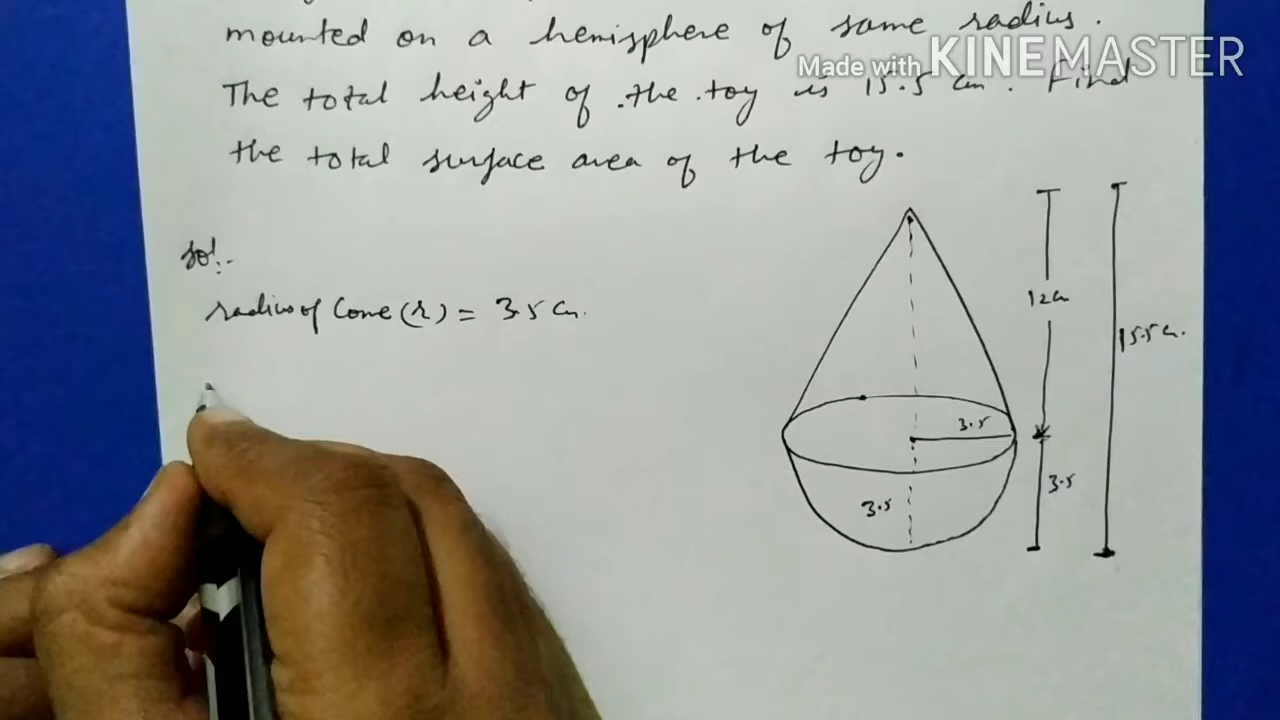 mounted on a hemisphere of same radius.
Made with KINEMASTER
The total height of the toy is 15.5 cm. Find
the total surface area of the toy.
Sol:-
radius of Cone (r) = 3.5 cm.
12cm
15.5 cm.
3.5
3.5
3.5